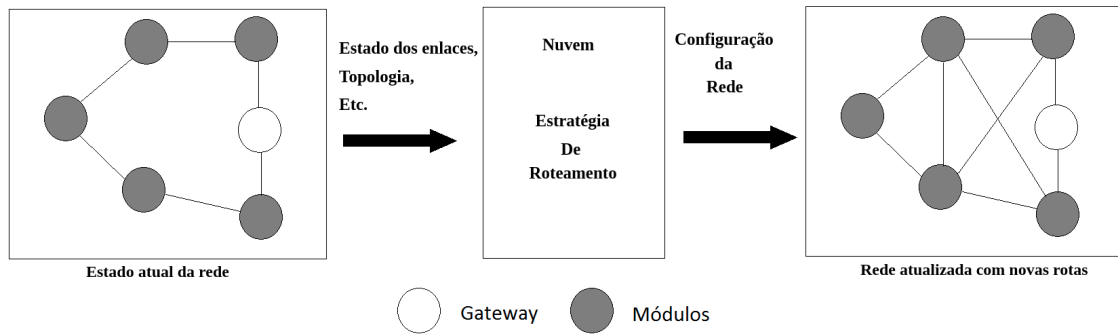 Estado dos enlaces,
Topologia,
Etc.
Nuvem
Estratégia
De
Roteamento
Configuração
da
Rede
Estado atual da rede
Rede atualizada com novas rotas
Gateway
Módulos